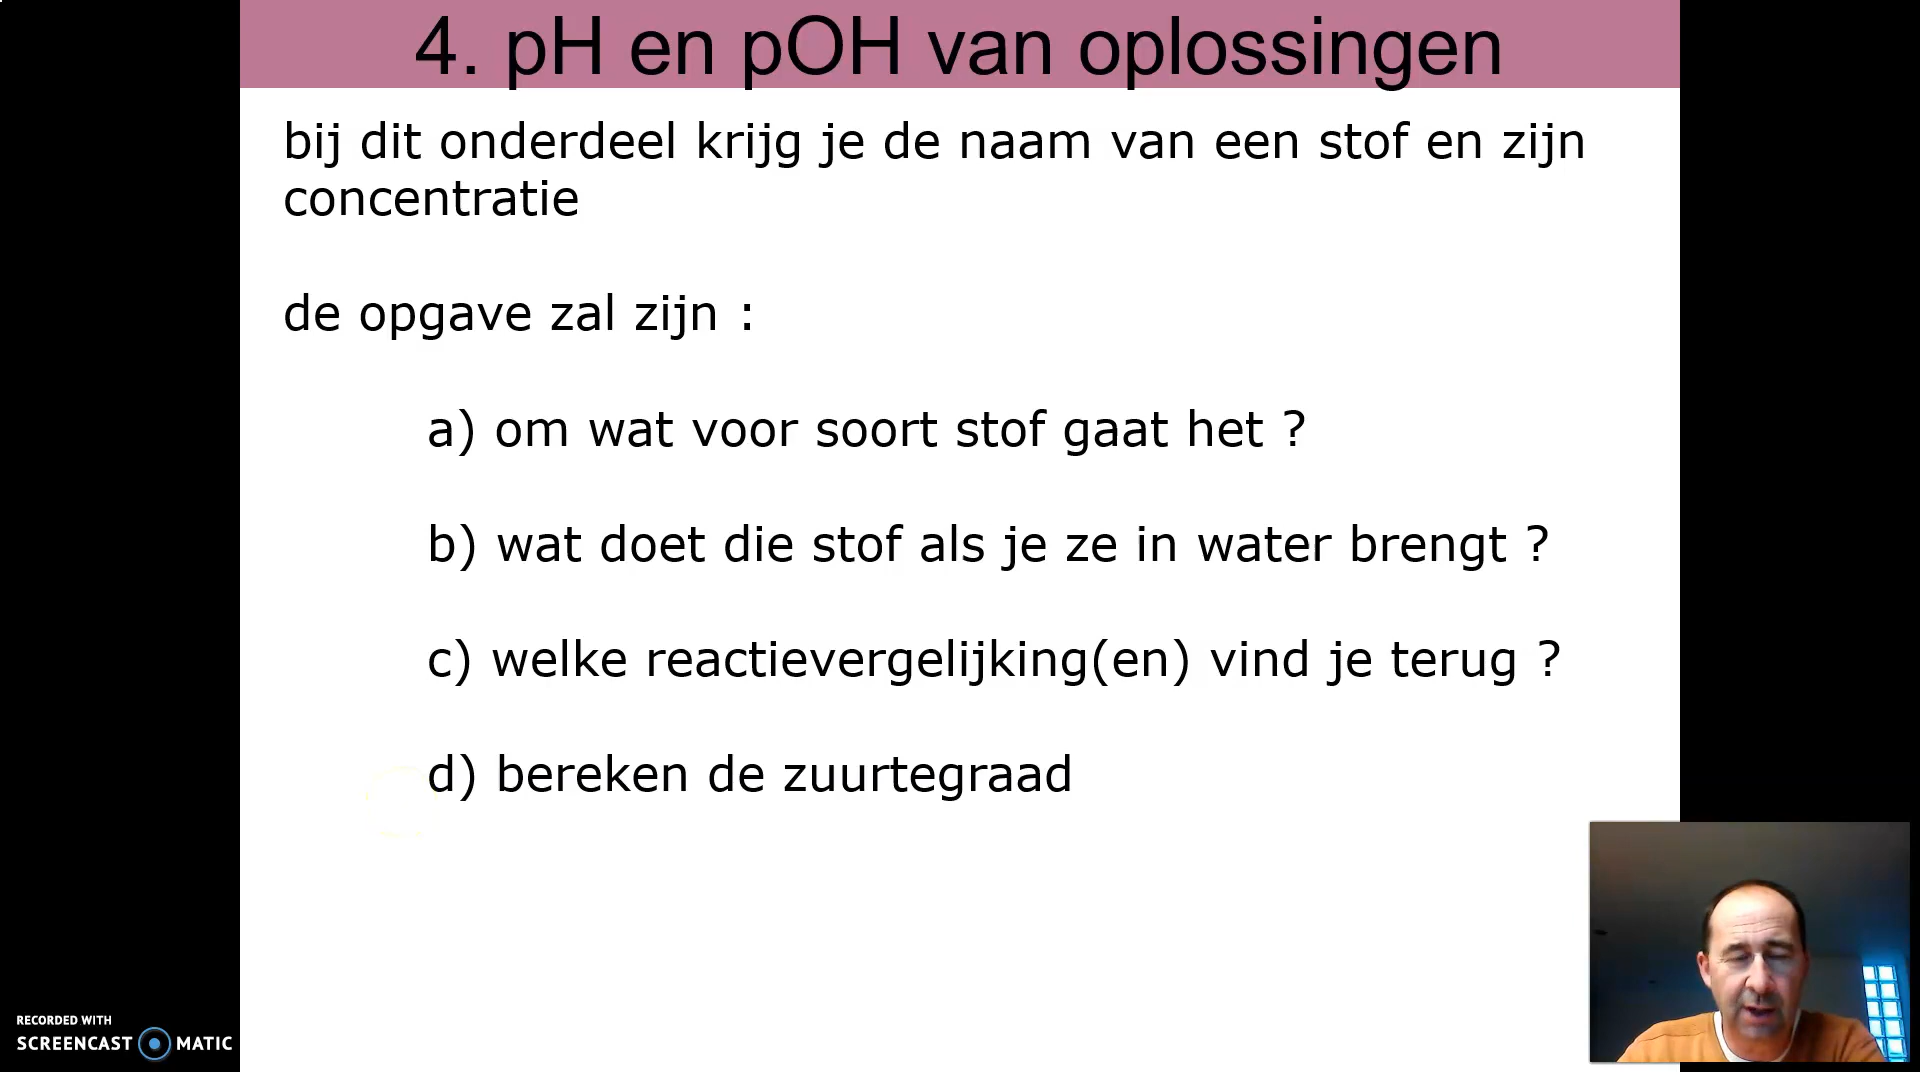 4. pH en pOH van oplossingen
bij dit onderdeel krijg je de naam van een stof en zijn
concentratie
de opgave zal zijn :
a) om wat voor soort stof gaat het ?
b) wat doet die stof als je ze in water brengt ?
c) welke reactievergelijking(en) vind je terug ?
d) bereken de zuurtegraad
RECORDED WITH
SCREENCAST MATIC